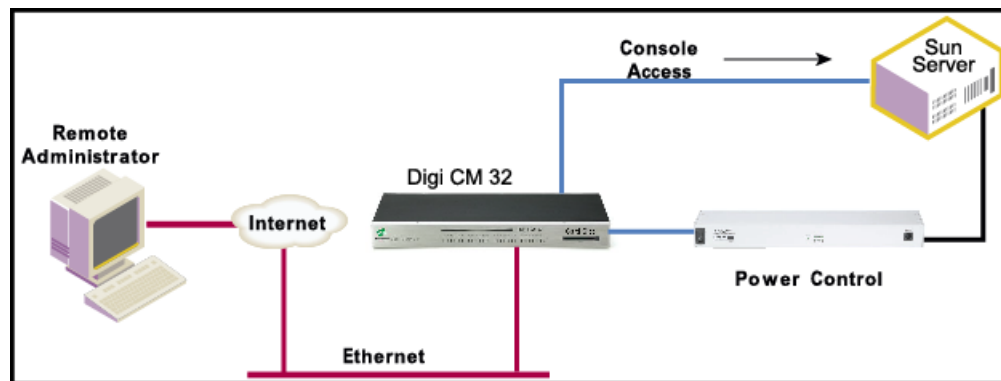 Console
Access
Sun
Server
Remote
Administrator
Digi CM 32
Internet
Power Control
Ethernet